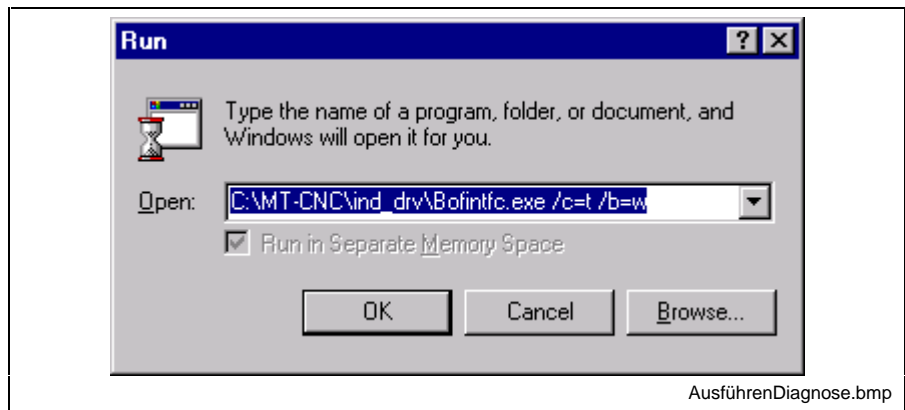 Run
Type the name of a program, folder, or document, and
Windows will open it for you.
Open: C:\MT-CNC\ind_drv\Bofintfc.exe /c=t /b=w
Run in Separate Memory Space
OK Cancel Browse...
AusführenDiagnose.bmp